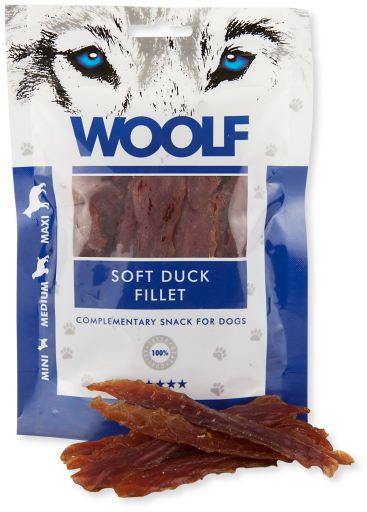 WOOLF
SOFT DUCK
FILLET
COMPLEMENTARY SNACK FOR DOGS
100%
MINI
MEDIUM
MAXI